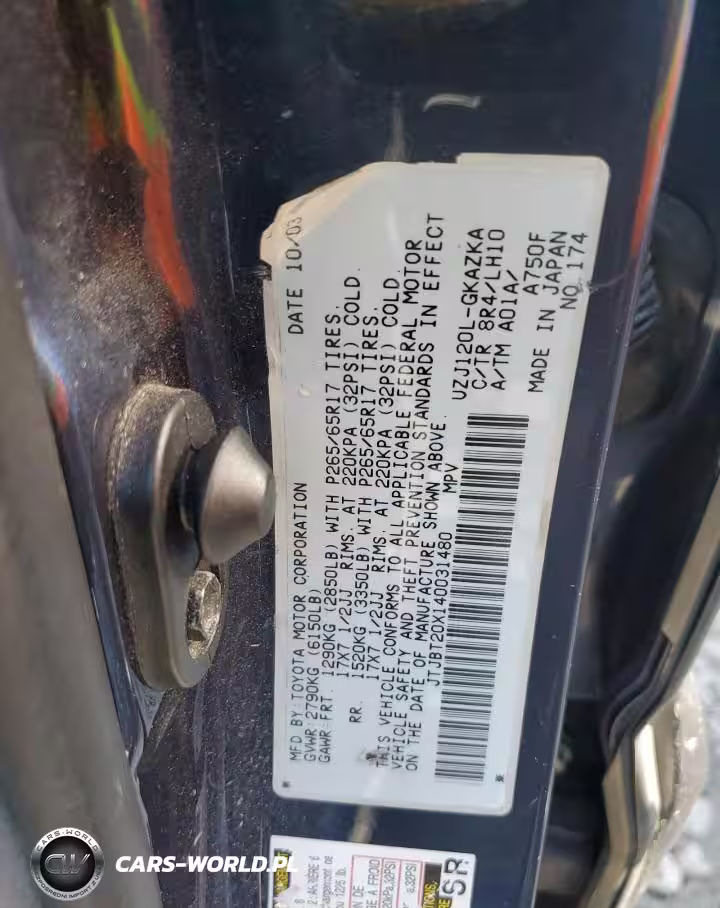 DATE 10/03
MFD BY: TOYOTA MOTOR CORPORATION
GVWR: 2790KG (6150LB)
GAWR: FRT. 1290KG (2850LB) WITH P265/65R17 TIRES.
17X7 1/2JJ RIMS. AT 220KPA (32PSI) COLD.
RR. 1520KG (3350LB) WITH P265/65R17 TIRES.
17X7 1/2JJ RIMS. AT 220KPA (32PSI) COLD.
THIS VEHICLE CONFORMS TO ALL APPLICABLE FEDERAL MOTOR
VEHICLE SAFETY AND THEFT PREVENTION STANDARDS IN EFFECT
ON THE DATE OF MANUFACTURE SHOWN ABOVE.
JTJBT20X140031480 MPV
UZJ120L-GKAZKA
C/TR 8R4/LH10
A/TM A01A/ A750F
MADE IN JAPAN
NO. 174
SR
CARS-WORLD
CW
CARS-WORLD.PL